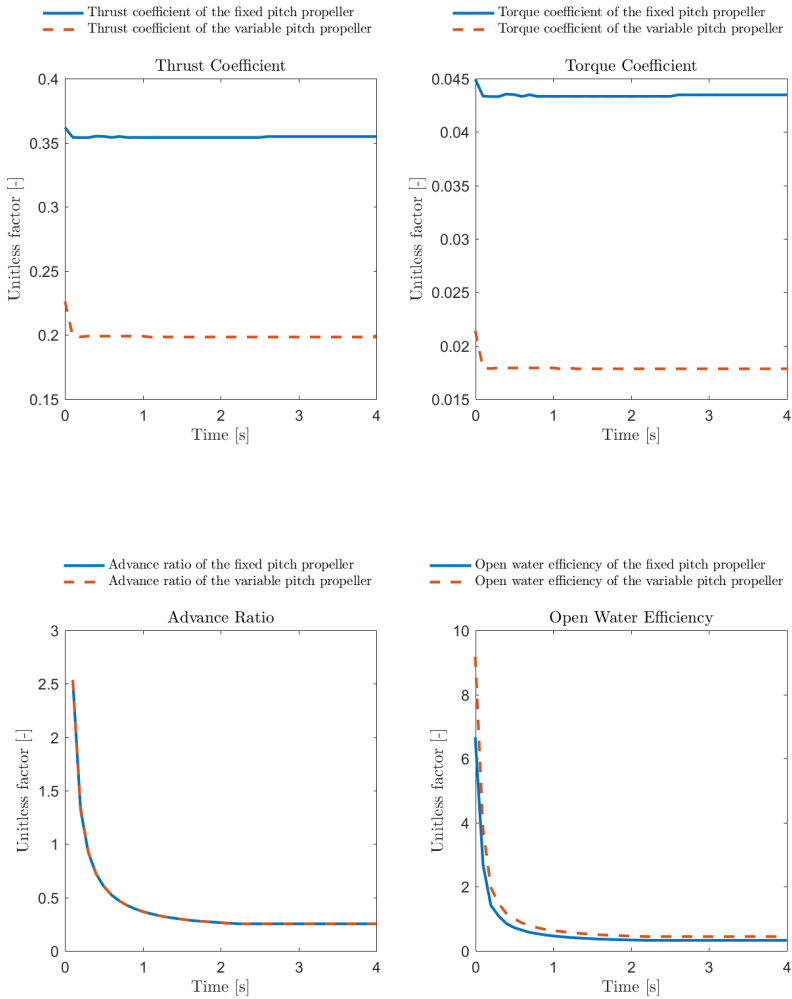 Thrust coefficient of the fixed pitch propeller
Thrust coefficient of the variable pitch propeller
Thrust Coefficient
0.4
0.35
0.3
0.25
0.2
0.15
Unitless factor [-]
0 1 2 3 4
Time [s]
Torque coefficient of the fixed pitch propeller
Torque coefficient of the variable pitch propeller
Torque Coefficient
0.045
0.04
0.035
0.03
0.025
0.02
0.015
Unitless factor [-]
0 1 2 3 4
Time [s]
Advance ratio of the fixed pitch propeller
Advance ratio of the variable pitch propeller
Advance Ratio
3
2.5
2
1.5
1
0.5
0
Unitless factor [-]
0 1 2 3 4
Time [s]
Open water efficiency of the fixed pitch propeller
Open water efficiency of the variable pitch propeller
Open Water Efficiency
10
8
6
4
2
0
Unitless factor [-]
0 1 2 3 4
Time [s]